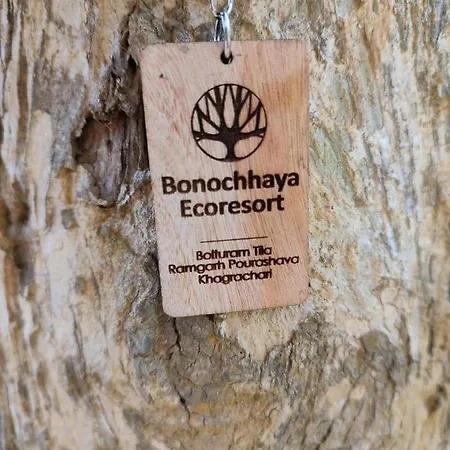 Bonochhaya
Ecoresort
Bolturam Tila
Ramgarh Pourashava
Khagrachari